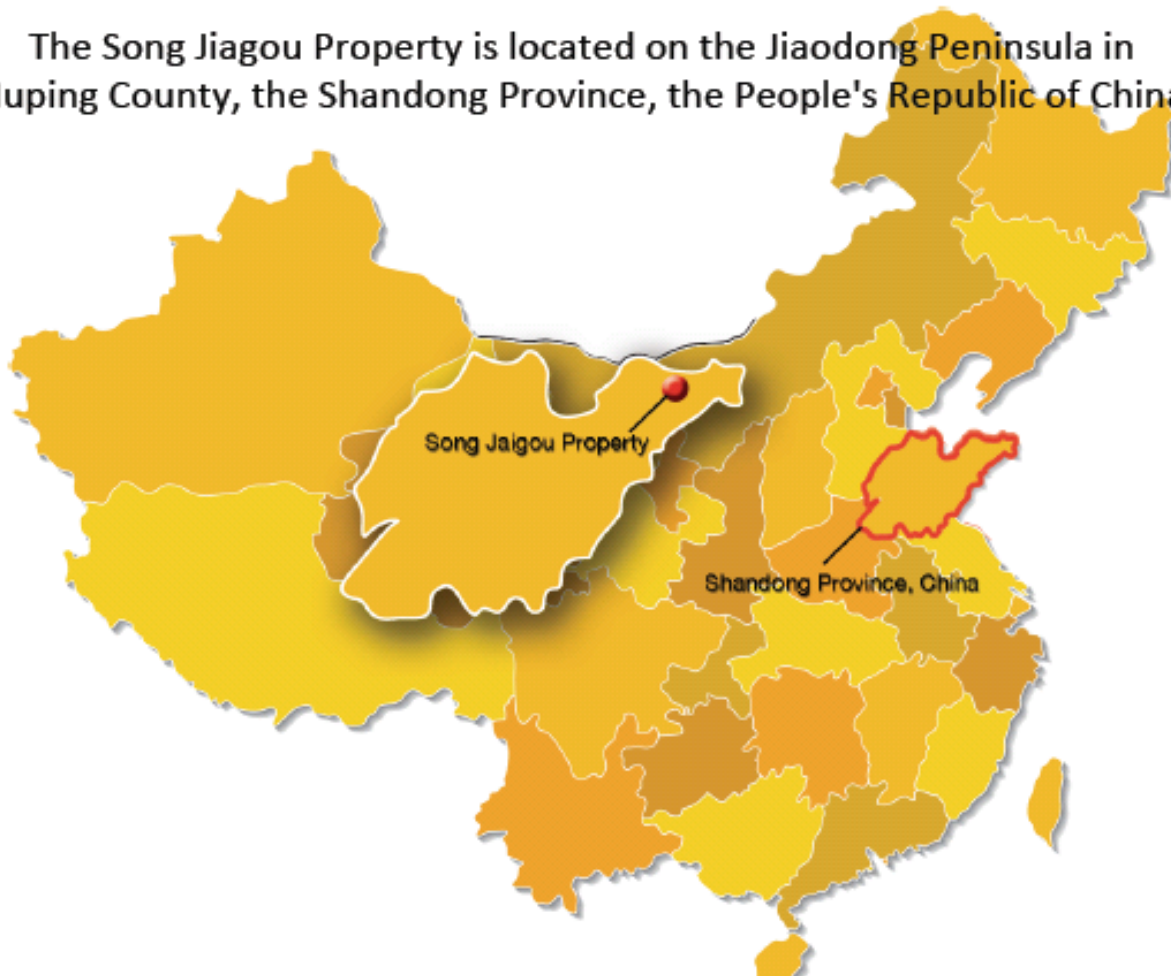 The Song Jiagou Property is located on the Jiaodong Peninsula in
uping County, the Shandong Province, the People's Republic of China
Song Jaigou Property
Shandong Province, China